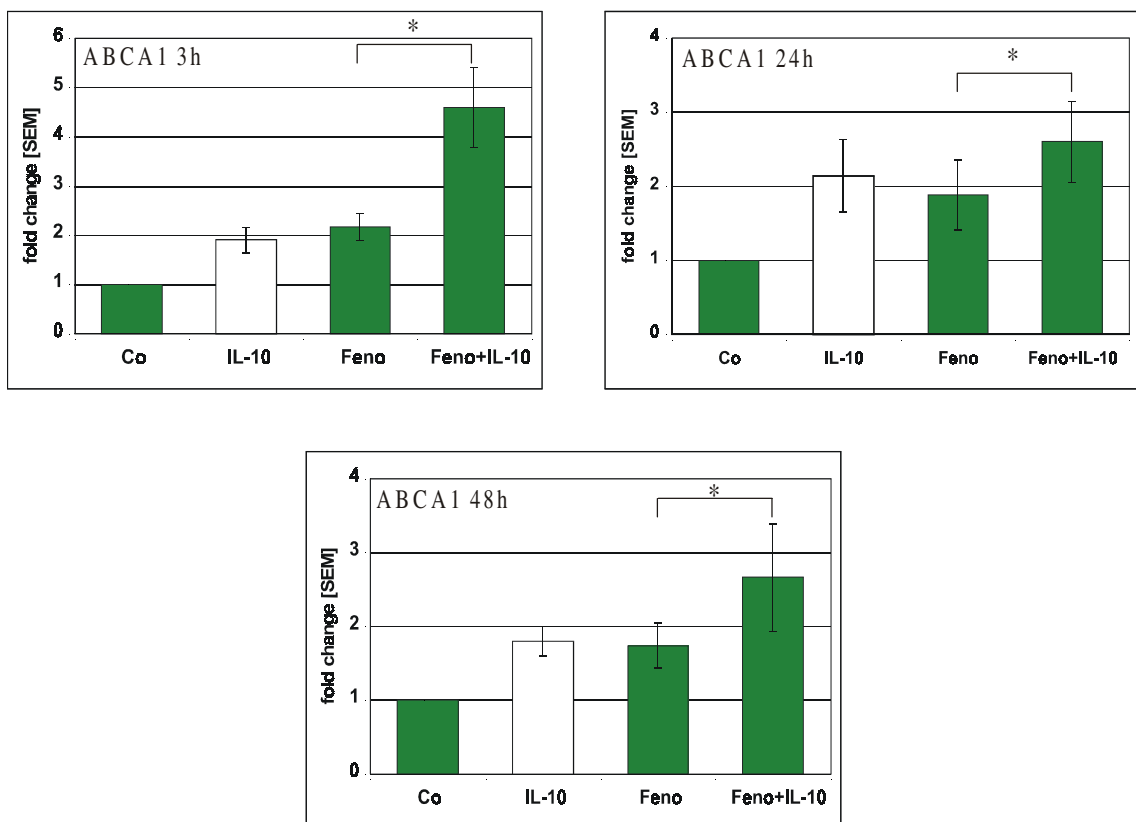 ABCA1 3h
*
fold change [SEM]
6
5
4
3
2
1
0
Co IL-10 Feno Feno+IL-10
ABCA1 24h
*
fold change [SEM]
4
3
2
1
0
Co IL-10 Feno Feno+IL-10
ABCA1 48h
*
fold change [SEM]
4
3
2
1
0
Co IL-10 Feno Feno+IL-10